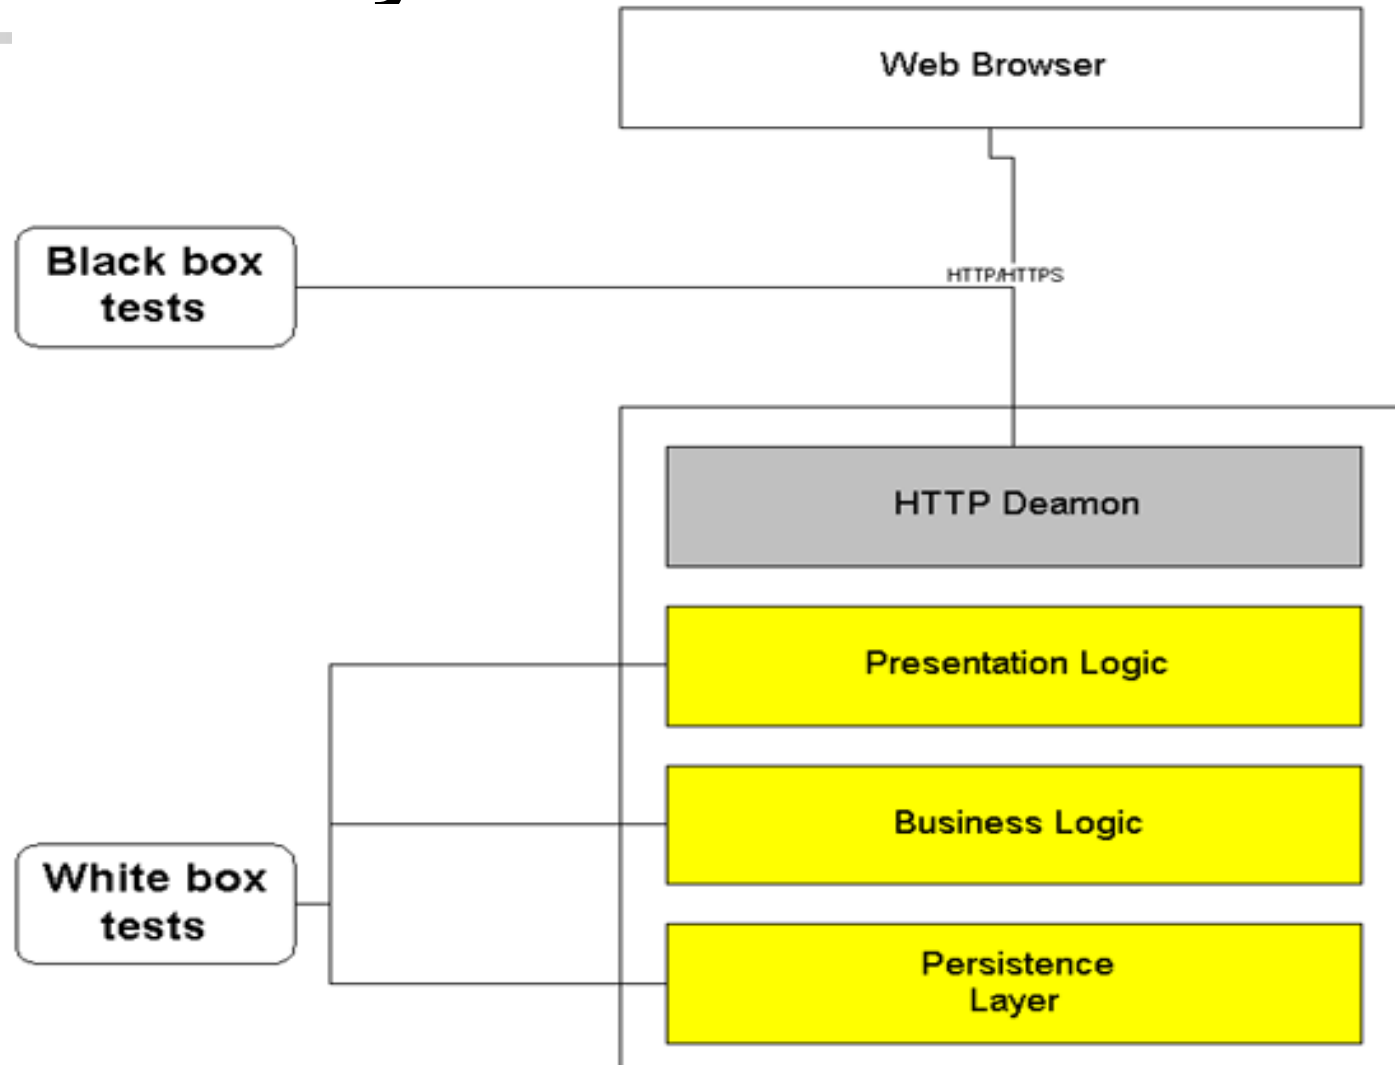 Web Browser
Black box
tests
HTTP/HTTPS
HTTP Deamon
Presentation Logic
Business Logic
White box
tests
Persistence
Layer